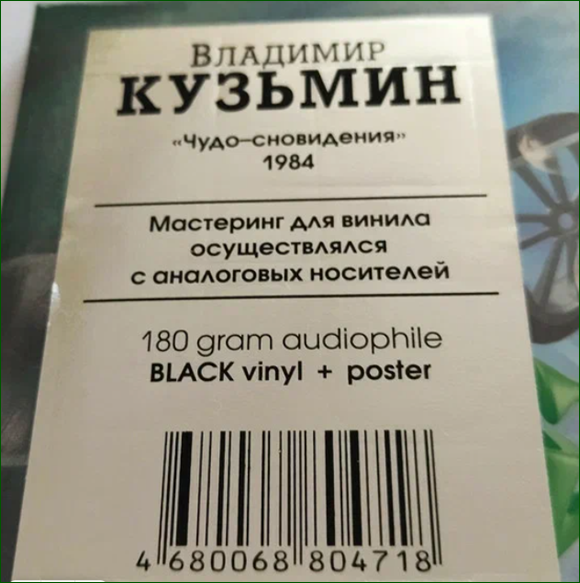 ВЛАДИМИР
КУЗЬМИН
«Чудо-сновидения»
1984
Мастеринг для винила
осуществлялся
с аналоговых носителей
180 gram audiophile
BLACK vinyl + poster
4 680068 804718